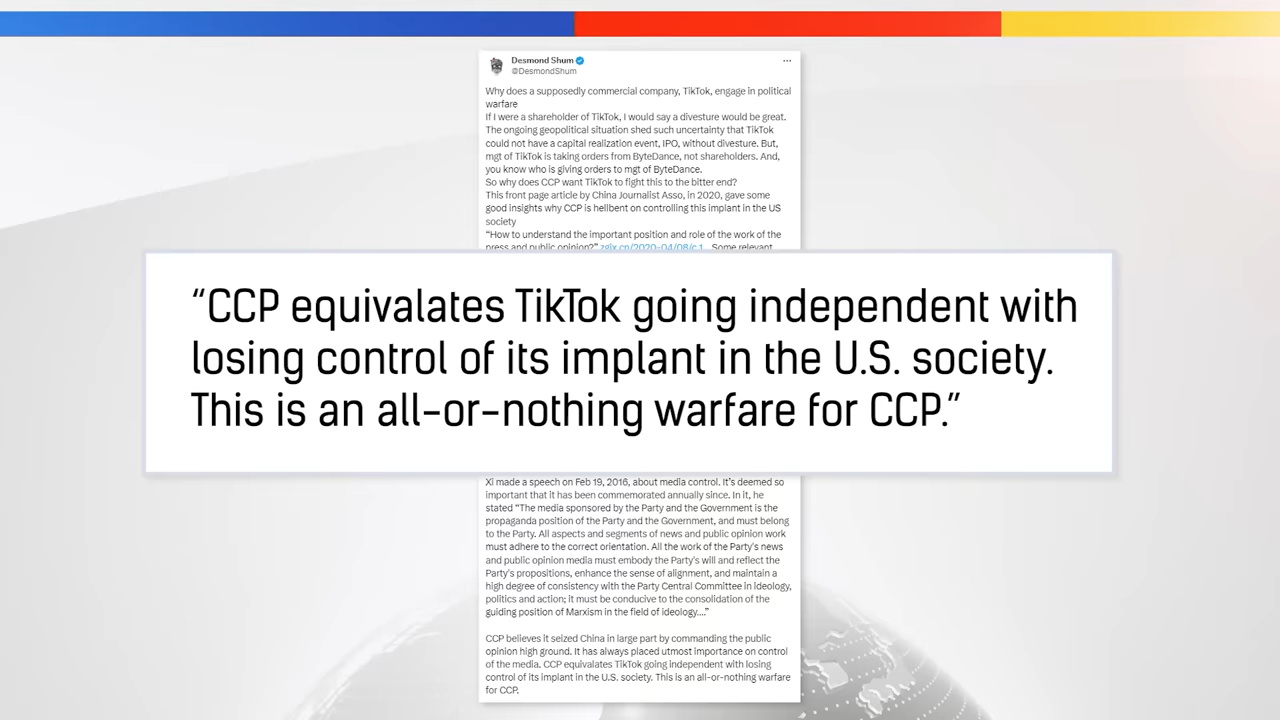 Desmond Shum
@DesmondShum
Why does a supposedly commercial company, TikTok, engage in political
warfare
If I were a shareholder of TikTok, I would say a divesture would be great.
The ongoing geopolitical situation shed such uncertainty that TikTok
could not have a capital realization event, IPO, without divesture. But,
mgt of TikTok is taking orders from ByteDance, not shareholders. And,
you know who is giving orders to mgt of ByteDance.
So why does CCP want TikTok to fight this to the bitter end?
This front page article by China Journalist Asso, in 2020, gave some
good insights why CCP is hellbent on controlling this implant in the US
society
“How to understand the important position and role of the work of the
press and public opinion?” zgjx.cn/2020-04/08/c_1... Some relevant
“CCP equivalates TikTok going independent with
losing control of its implant in the U.S. society.
This is an all-or-nothing warfare for CCP.”
Xi made a speech on Feb 19, 2016, about media control. It's deemed so
important that it has been commemorated annually since. In it, he
stated “The media sponsored by the Party and the Government is the
propaganda position of the Party and the Government, and must belong
to the Party. All aspects and segments of news and public opinion work
must adhere to the correct orientation. All the work of the Party's news
and public opinion media must embody the Party's will and reflect the
Party's propositions, enhance the sense of alignment, and maintain a
high degree of consistency with the Party Central Committee in ideology,
politics and action; it must be conducive to the consolidation of the
guiding position of Marxism in the field of ideology....”
CCP believes it seized China in large part by commanding the public
opinion high ground. It has always placed utmost importance on control
of the media. CCP equivalates TikTok going independent with losing
control of its implant in the U.S. society. This is an all-or-nothing warfare
for CCP.